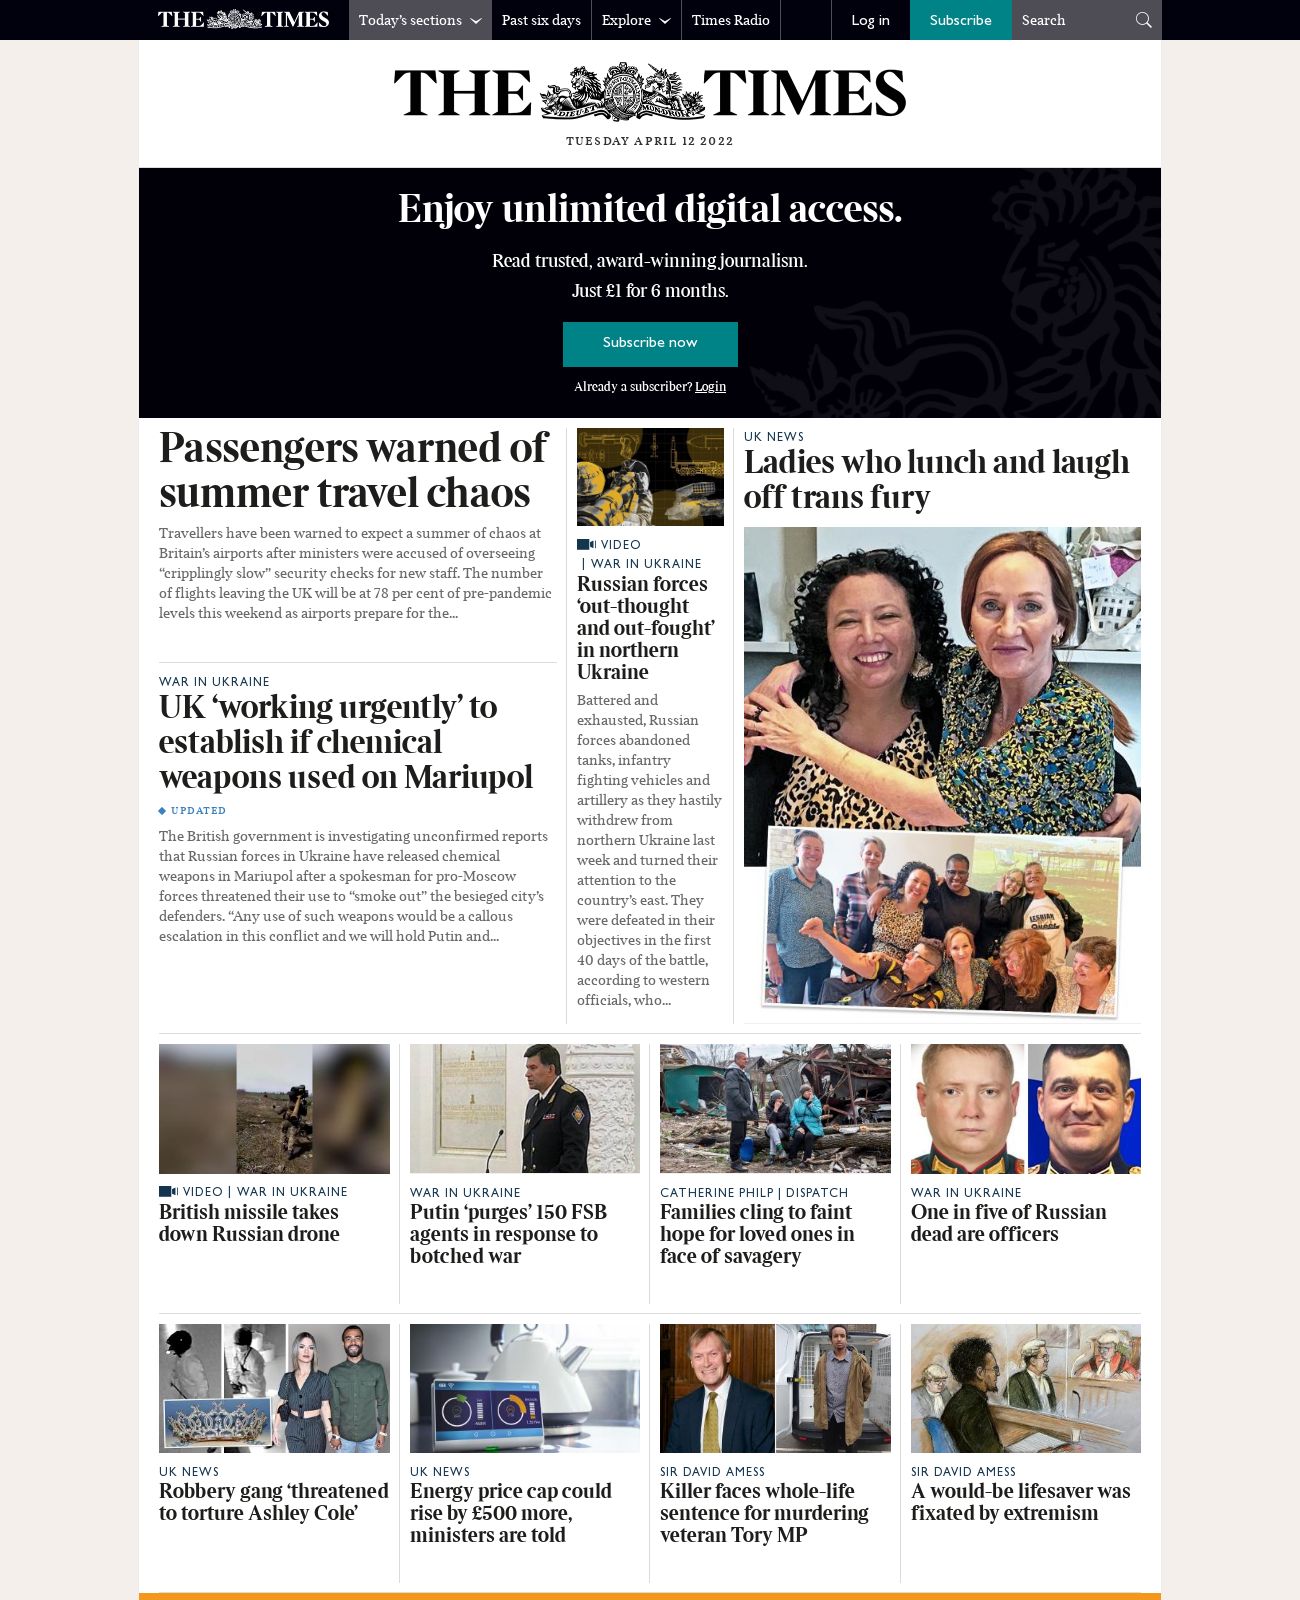 THE TIMES
Today's sections
Past six days
Explore
Times Radio
Log in
Subscribe
Search
THE TIMES
DIEU ET MON DROIT
TUESDAY APRIL 12 2022
Enjoy unlimited digital access.
Read trusted, award-winning journalism.
Just £1 for 6 months.
Subscribe now
Already a subscriber? Login
Passengers warned of
summer travel chaos
Travellers have been warned to expect a summer of chaos at
Britain's airports after ministers were accused of overseeing
“cripplingly slow” security checks for new staff. The number
of flights leaving the UK will be at 78 per cent of pre-pandemic
levels this weekend as airports prepare for the...
WAR IN UKRAINE
UK ‘working urgently’ to
establish if chemical
weapons used on Mariupol
UPDATED
The British government is investigating unconfirmed reports
that Russian forces in Ukraine have released chemical
weapons in Mariupol after a spokesman for pro-Moscow
forces threatened their use to “smoke out” the besieged city’s
defenders. “Any use of such weapons would be a callous
escalation in this conflict and we will hold Putin and...
VIDEO
| WAR IN UKRAINE
Russian forces
‘out-thought
and out-fought’
in northern
Ukraine
Battered and
exhausted, Russian
forces abandoned
tanks, infantry
fighting vehicles and
artillery as they hastily
withdrew from
northern Ukraine last
week and turned their
attention to the
country’s east. They
were defeated in their
objectives in the first
40 days of the battle,
according to western
officials, who...
UK NEWS
Ladies who lunch and laugh
off trans fury
LESBIAN
VIDEO | WAR IN UKRAINE
British missile takes
down Russian drone
WAR IN UKRAINE
Putin ‘purges’ 150 FSB
agents in response to
botched war
CATHERINE PHILP | DISPATCH
Families cling to faint
hope for loved ones in
face of savagery
WAR IN UKRAINE
One in five of Russian
dead are officers
UK NEWS
Robbery gang ‘threatened
to torture Ashley Cole’
UK NEWS
Energy price cap could
rise by £500 more,
ministers are told
SIR DAVID AMESS
Killer faces whole-life
sentence for murdering
veteran Tory MP
SIR DAVID AMESS
A would-be lifesaver was
fixated by extremism